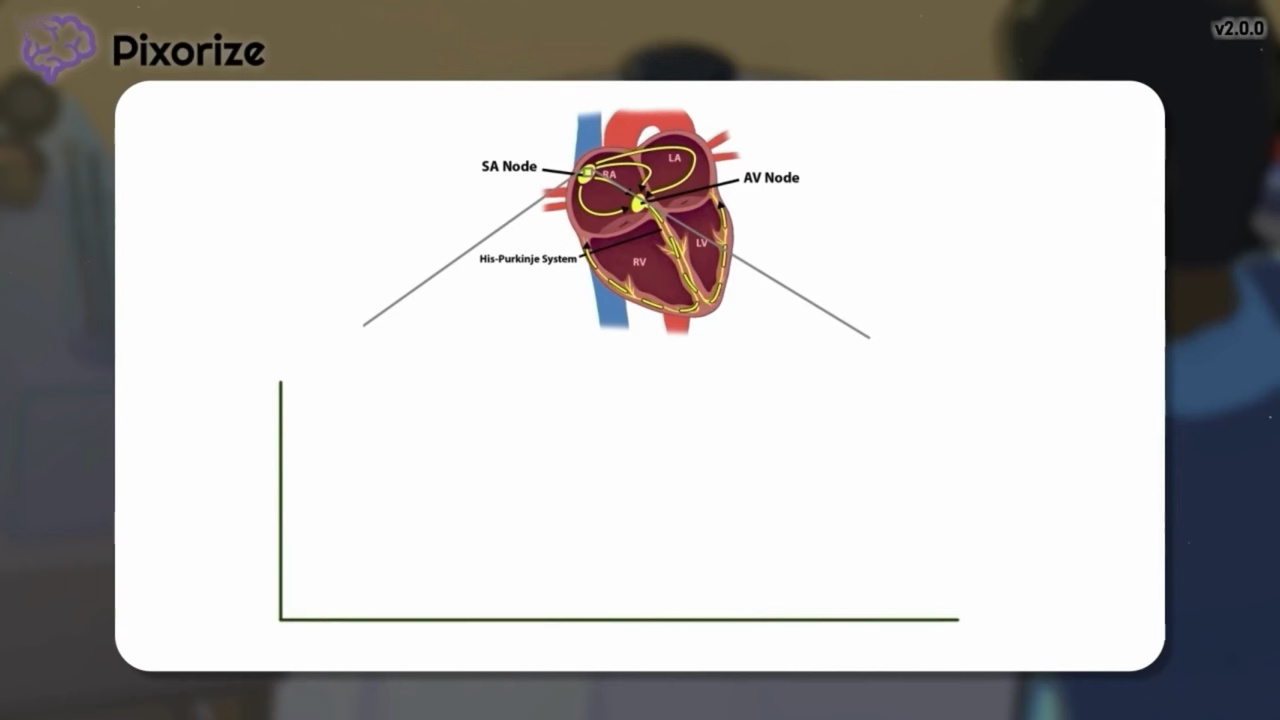 Pixorize
v2.0.0
SA Node
LA
RA
AV Node
His-Purkinje System
LV
RV